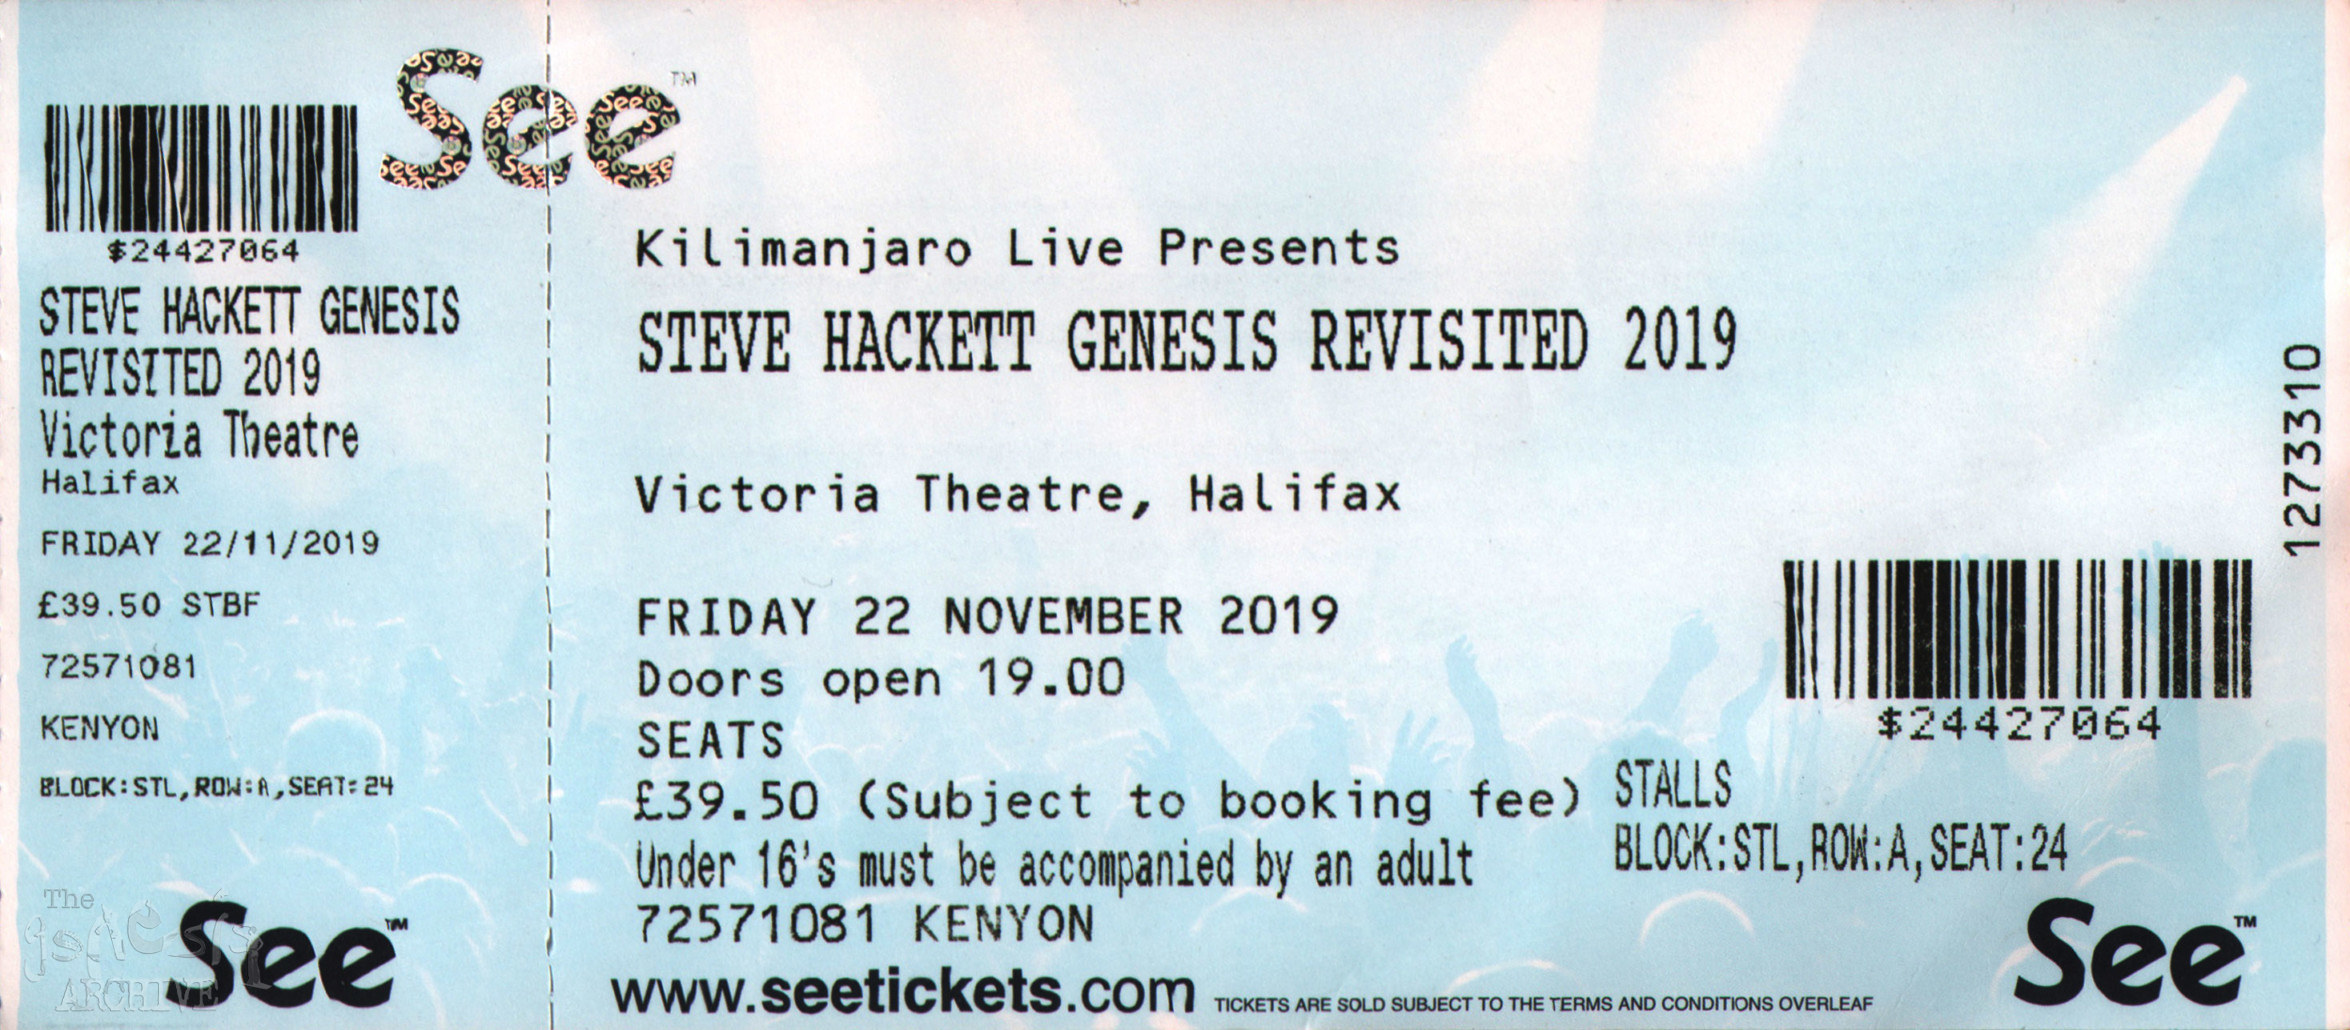 See™
$24427064
STEVE HACKETT GENESIS
REVISITED 2019
Victoria Theatre
Halifax
FRIDAY 22/11/2019
£39.50 STBF
72571081
KENYON
BLOCK:STL,ROW:A,SEAT:24
The
GENESIS
ARCHIVE
See™
Kilimanjaro Live Presents
STEVE HACKETT GENESIS REVISITED 2019
Victoria Theatre, Halifax
FRIDAY 22 NOVEMBER 2019
Doors open 19.00
SEATS
£39.50 (Subject to booking fee)
Under 16's must be accompanied by an adult
72571081 KENYON
www.seetickets.com
TICKETS ARE SOLD SUBJECT TO THE TERMS AND CONDITIONS OVERLEAF
1273310
$24427064
STALLS
BLOCK:STL,ROW:A,SEAT:24
See™